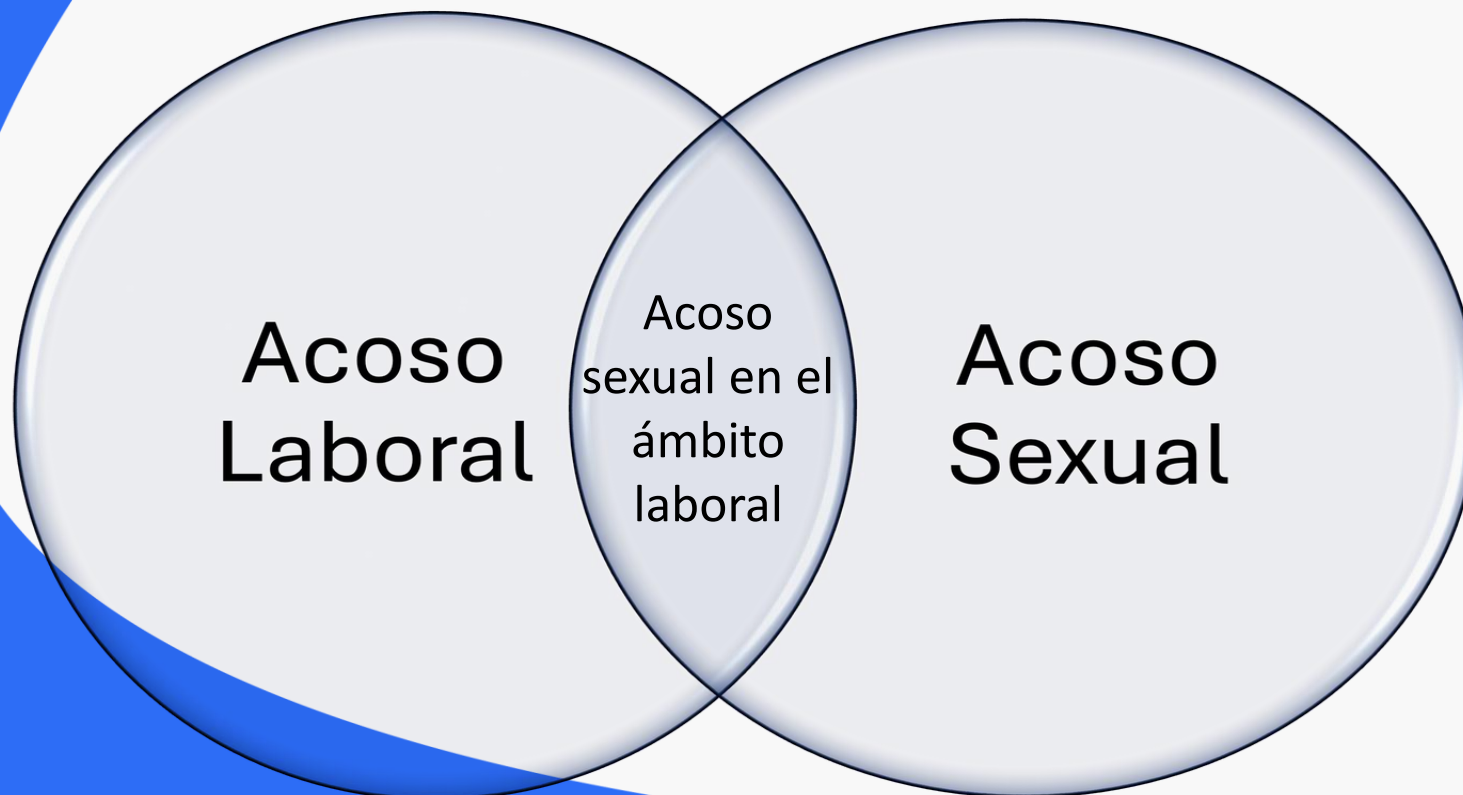 Acoso
Laboral
Acoso
sexual en el
ámbito
laboral
Acoso
Sexual